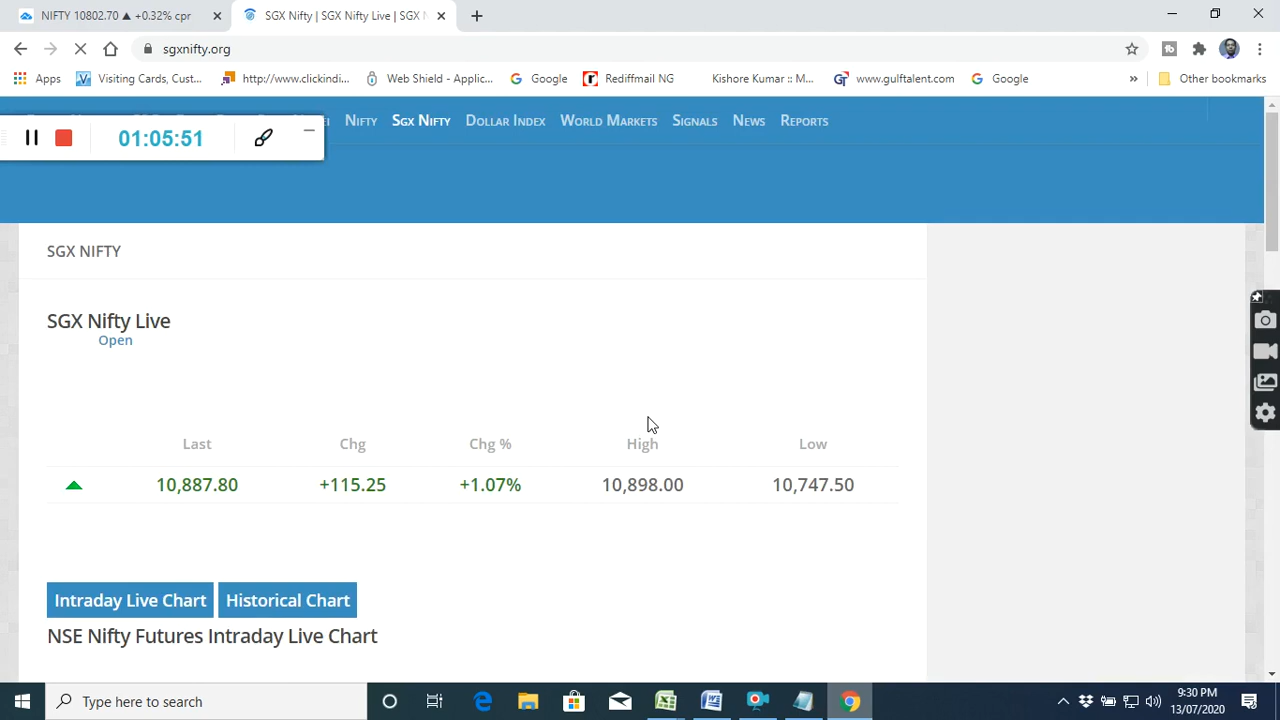 NIFTY 10802.70 ▲ +0.32% cpr
SGX Nifty | SGX Nifty Live | SGX N
sgxnifty.org
Apps
Visiting Cards, Cust...
http://www.clickindi...
Web Shield - Applic...
Google
Rediffmail NG
Kishore Kumar :: M...
www.gulftalent.com
Google
»
Other bookmarks
Nifty Sgx Nifty Dollar Index World Markets Signals News Reports
01:05:51
SGX NIFTY
SGX Nifty Live
Open
Last Chg Chg % High Low
10,887.80 +115.25 +1.07% 10,898.00 10,747.50
Intraday Live Chart Historical Chart
NSE Nifty Futures Intraday Live Chart
Type here to search
9:30 PM
13/07/2020